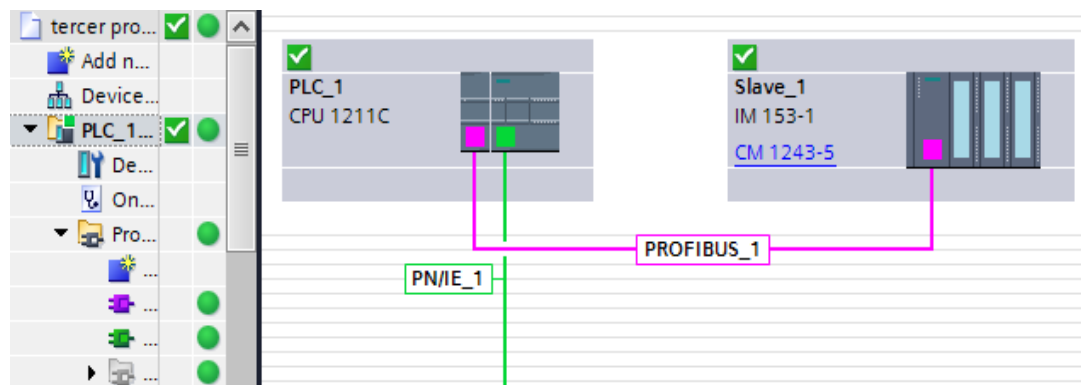 tercer pro...
Add n...
Device...
PLC_1...
De...
On...
Pro...
...
...
...
...
PLC_1
CPU 1211C
Slave_1
IM 153-1
CM 1243-5
PROFIBUS_1
PN/IE_1